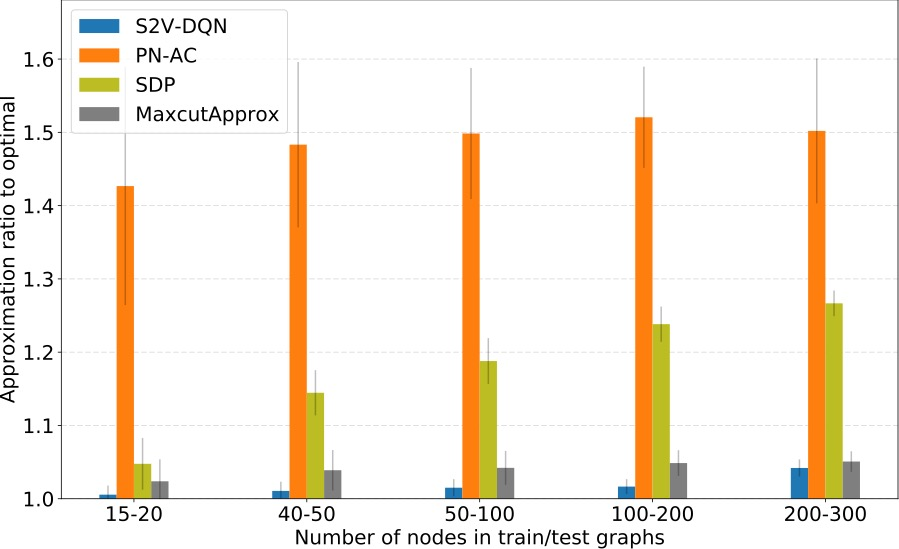 S2V-DQN
PN-AC
SDP
MaxcutApprox
Approximation ratio to optimal
1.6
1.5
1.4
1.3
1.2
1.1
1.0
15-20 40-50 50-100 100-200 200-300
Number of nodes in train/test graphs